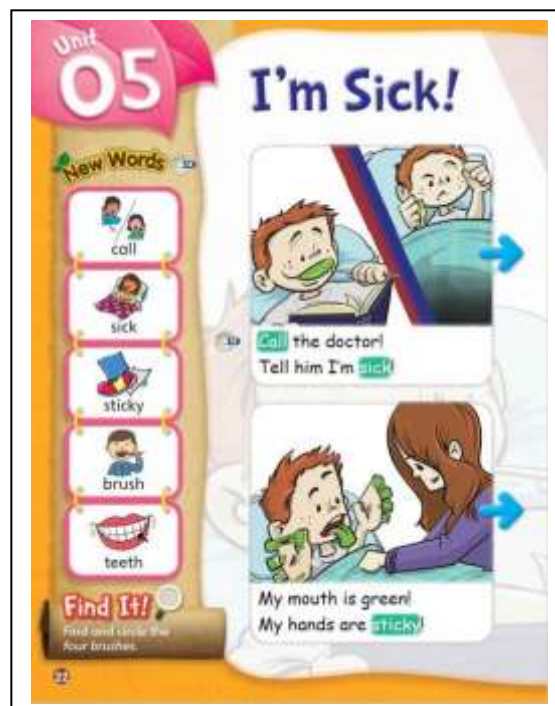 Unit
05
I'm Sick!
New Words
call
sick
sticky
brush
teeth
Find It!
Find and circle the
four brushes.
22
Call the doctor!
Tell him I'm sick!
My mouth is green!
My hands are sticky!